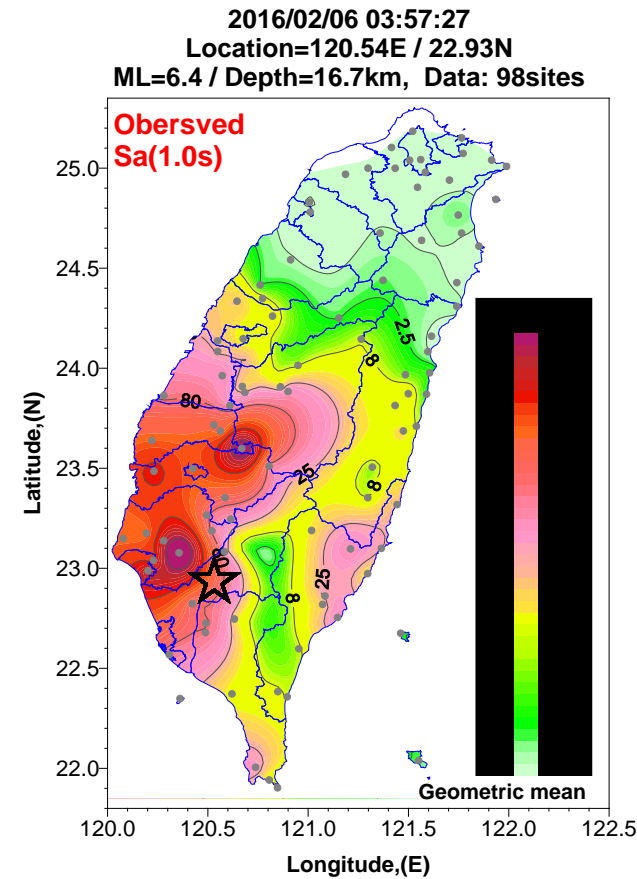 2016/02/06 03:57:27
Location=120.54E / 22.93N
ML=6.4 / Depth=16.7km, Data: 98sites
Obersved
Sa(1.0s)
25.0
24.5
2.5
8
24.0
80
23.5
25
8
23.0
80
25
8
22.5
22.0
Geometric mean
120.0 120.5 121.0 121.5 122.0 122.5
Longitude,(E)
Latitude,(N)